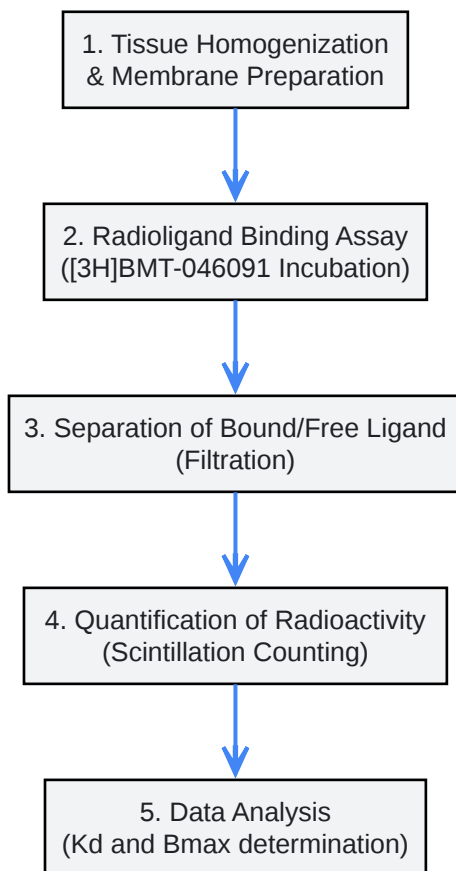 1. Tissue Homogenization
& Membrane Preparation
2. Radioligand Binding Assay
([3H]BMT-046091 Incubation)
3. Separation of Bound/Free Ligand
(Filtration)
4. Quantification of Radioactivity
(Scintillation Counting)
5. Data Analysis
(Kd and Bmax determination)